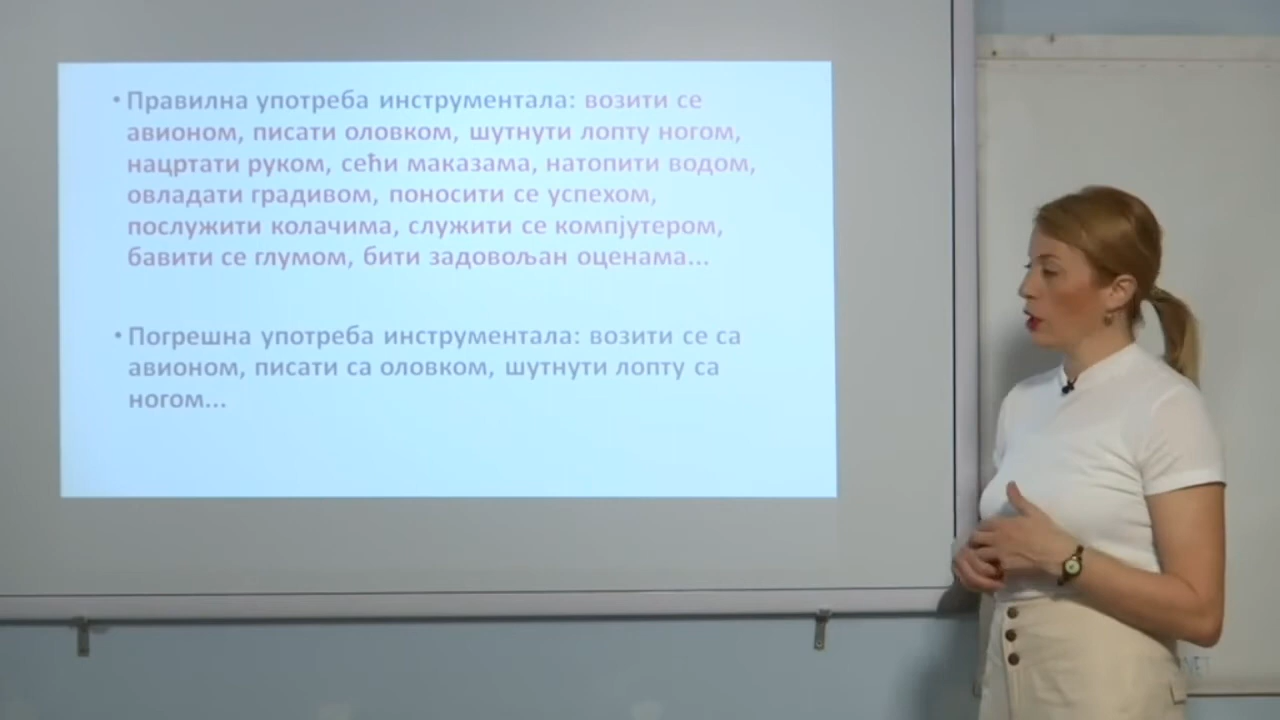 • Правилна употреба инструментала: возити се
авионом, писати оловком, шутнути лопту ногом,
нацртати руком, сећи маказама, натопити водом,
овладати градивом, поносити се успехом,
послужити колачима, служити се компјутером,
бавити се глумом, бити задовољан оценама...
• Погрешна употреба инструментала: возити се са
авионом, писати са оловком, шутнути лопту са
ногом...